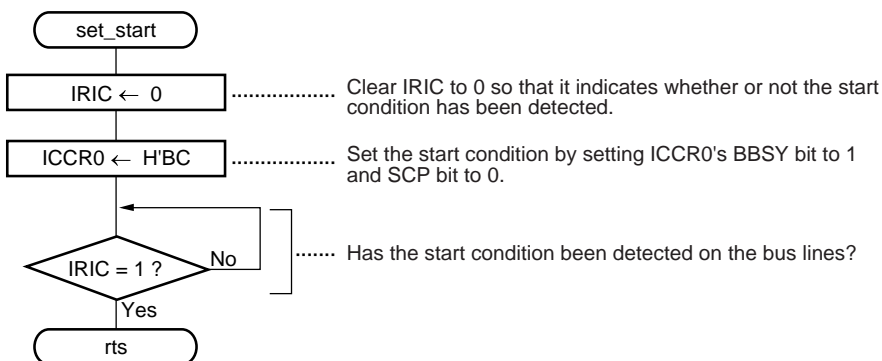 set_start
IRIC ← 0
Clear IRIC to 0 so that it indicates whether or not the start
condition has been detected.
ICCR0 ← H'BC
Set the start condition by setting ICCR0's BBSY bit to 1
and SCP bit to 0.
IRIC = 1 ?
No
Has the start condition been detected on the bus lines?
Yes
rts